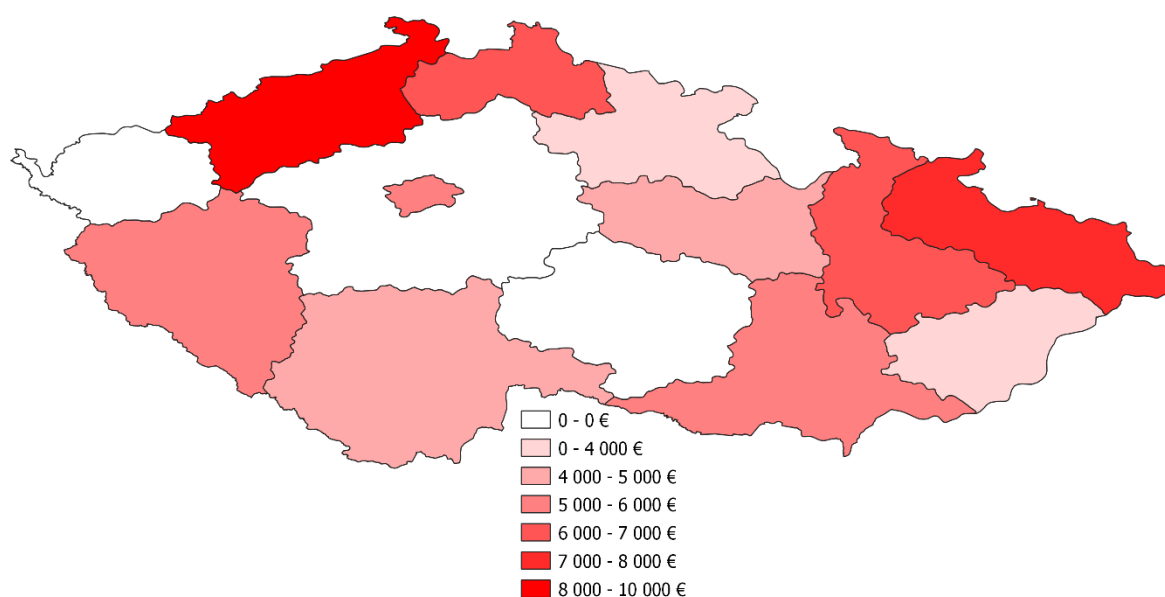 0 - 0 €
0 - 4 000 €
4 000 - 5 000 €
5 000 - 6 000 €
6 000 - 7 000 €
7 000 - 8 000 €
8 000 - 10 000 €